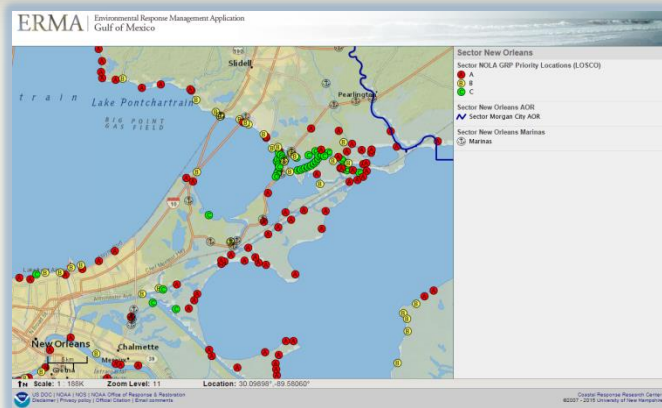 ERMA
Environmental Response Management Application
Gulf of Mexico
Sector New Orleans
Sector NOLA GRP Priority Locations (LOSCO)
A
B
C
Sector New Orleans AOR
Sector Morgan City AOR
Sector New Orleans Marinas
Marinas
Slidell
Pearlington
train
Lake Pontchartrain
BIG POINT
GAS FIELD
10
New Orleans
Chalmette
Gretna
N Scale: 1 : 188K Zoom Level: 11 Location: 30.09898°, -89.58060°
US DOC | NOAA | NOS | NOAA Office of Response & Restoration
Disclaimer | Privacy policy | Official Citation | Email comments
Coastal Response Research Center
©2007 - 2015 University of New Hampshire